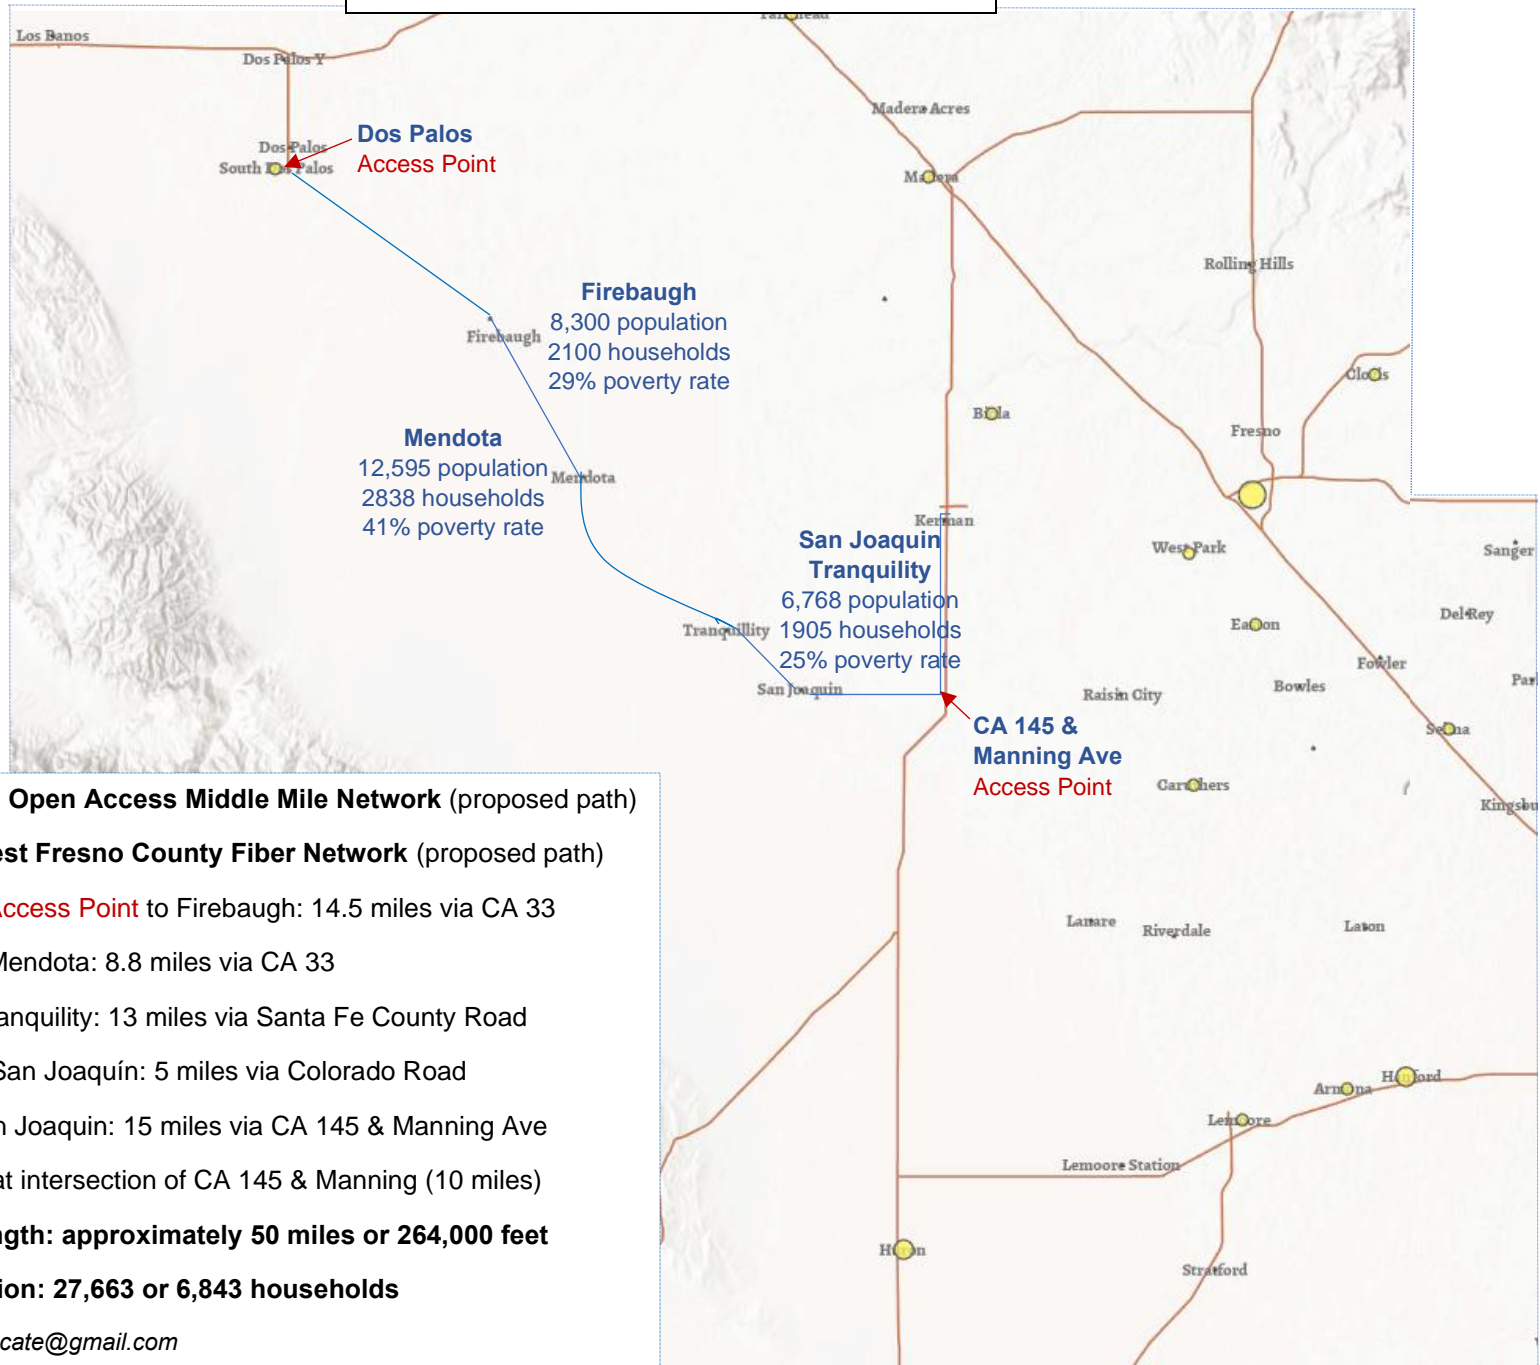 Los Banos
Dos Palos Y
Madera Acres
Dos Palos
South Dos Palos
Dos Palos
Access Point
Madera
Rolling Hills
Firebaugh
8,300 population
2100 households
29% poverty rate
Firebaugh
Clovis
Biola
Fresno
Mendota
12,595 population
2838 households
41% poverty rate
Mendota
Kerman
San Joaquin
Tranquility
6,768 population
1905 households
25% poverty rate
West Park
Sanger
Del Rey
Easton
Tranquillity
Fowler
San Joaquin
Raisin City
Bowles
CA 145 &
Manning Ave
Access Point
Selma
Caruthers
Open Access Middle Mile Network (proposed path)
est Fresno County Fiber Network (proposed path)
Access Point to Firebaugh: 14.5 miles via CA 33
Mendota: 8.8 miles via CA 33
anquility: 13 miles via Santa Fe County Road
San Joaquín: 5 miles via Colorado Road
n Joaquin: 15 miles via CA 145 & Manning Ave
at intersection of CA 145 & Manning (10 miles)
ngth: approximately 50 miles or 264,000 feet
ion: 27,663 or 6,843 households
cate@gmail.com
Kingsbu
Lanare
Riverdale
Laton
Armona
Hanford
Lemoore
Lemoore Station
Huron
Stratford